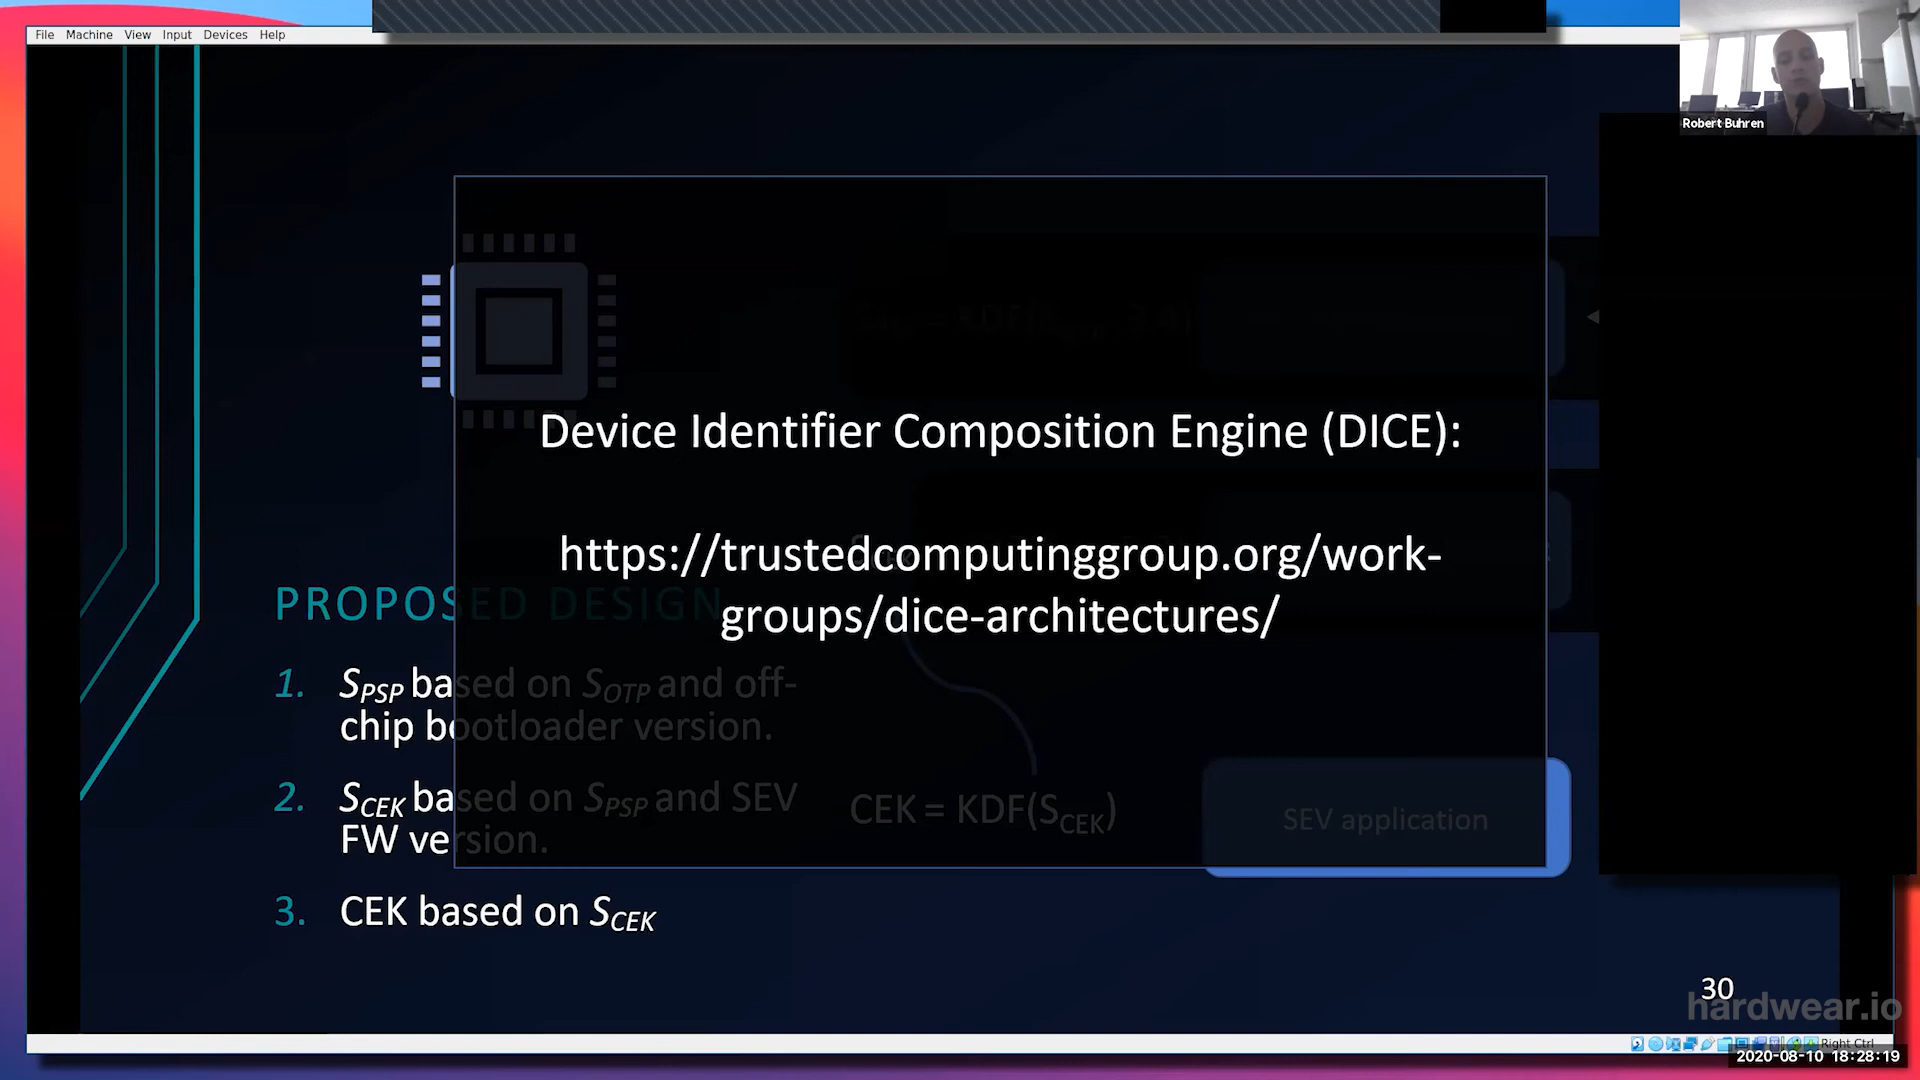 File Machine View Input Devices Help
Robert Buhren
Device Identifier Composition Engine (DICE):
https://trustedcomputinggroup.org/work-
groups/dice-architectures/
PROPOSED DESIGN
1. SPSP based on SOTP and off-
chip bootloader version.
2. SCEK based on SPSP and SEV
FW version.
3. CEK based on SCEK
CEK = KDF(SCEK)
SEV application
30
hardwear.io
Right Ctrl
2020-08-10 18:28:19